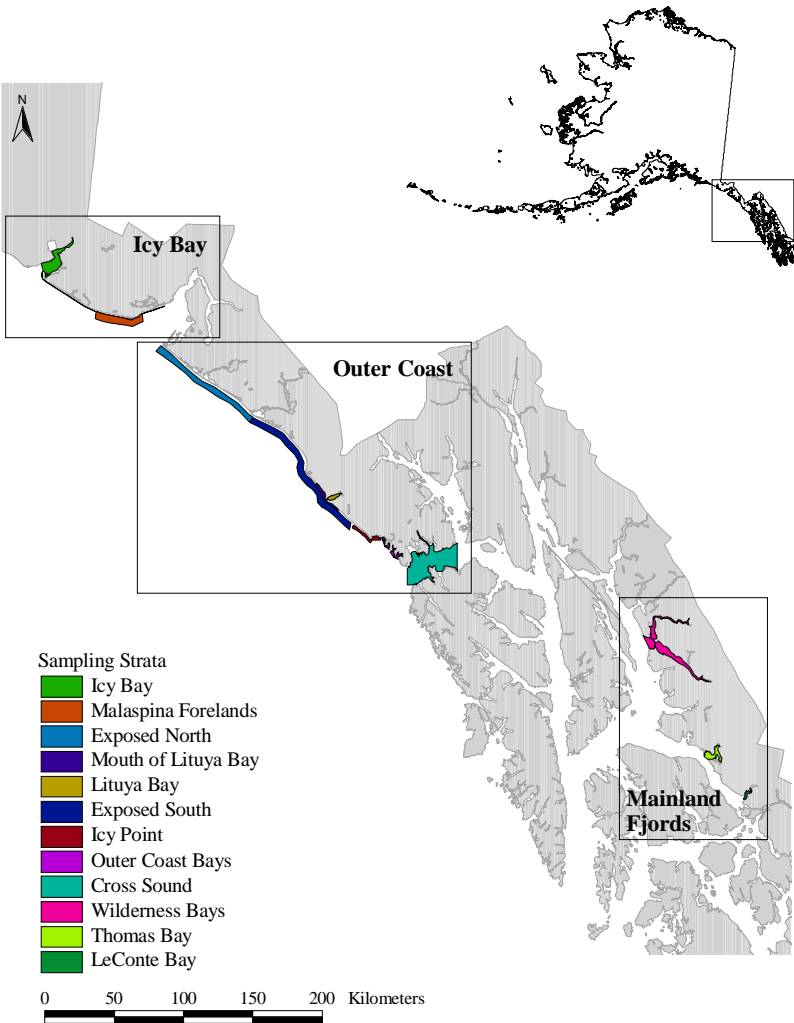 N
Icy Bay
Outer Coast
Mainland
Fjords
Sampling Strata
Icy Bay
Malaspina Forelands
Exposed North
Mouth of Lituya Bay
Lituya Bay
Exposed South
Icy Point
Outer Coast Bays
Cross Sound
Wilderness Bays
Thomas Bay
LeConte Bay
0 50 100 150 200 Kilometers